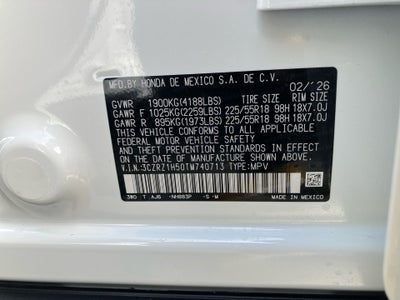 MFD.BY HONDA DE MEXICO S.A. DE C.V. 02/'26
GVWR 1900KG(4188LBS) TIRE SIZE RIM SIZE
GAWR F 1025KG(2259LBS) 225/55R18 98H 18X7.0J
GAWR R 895KG(1973LBS) 225/55R18 98H 18X7.0J
THIS VEHICLE CONFORMS TO ALL APPLICABLE
FEDERAL MOTOR VEHICLE SAFETY
AND THEFT PREVENTION STANDARDS IN EFFECT
ON THE DATE OF MANUFACTURE SHOWN ABOVE.
V.I.N:3CZRZ1H50TM740713 TYPE:MPV
3W0 T AJ6 NH883P -S -M MADE IN MEXICO